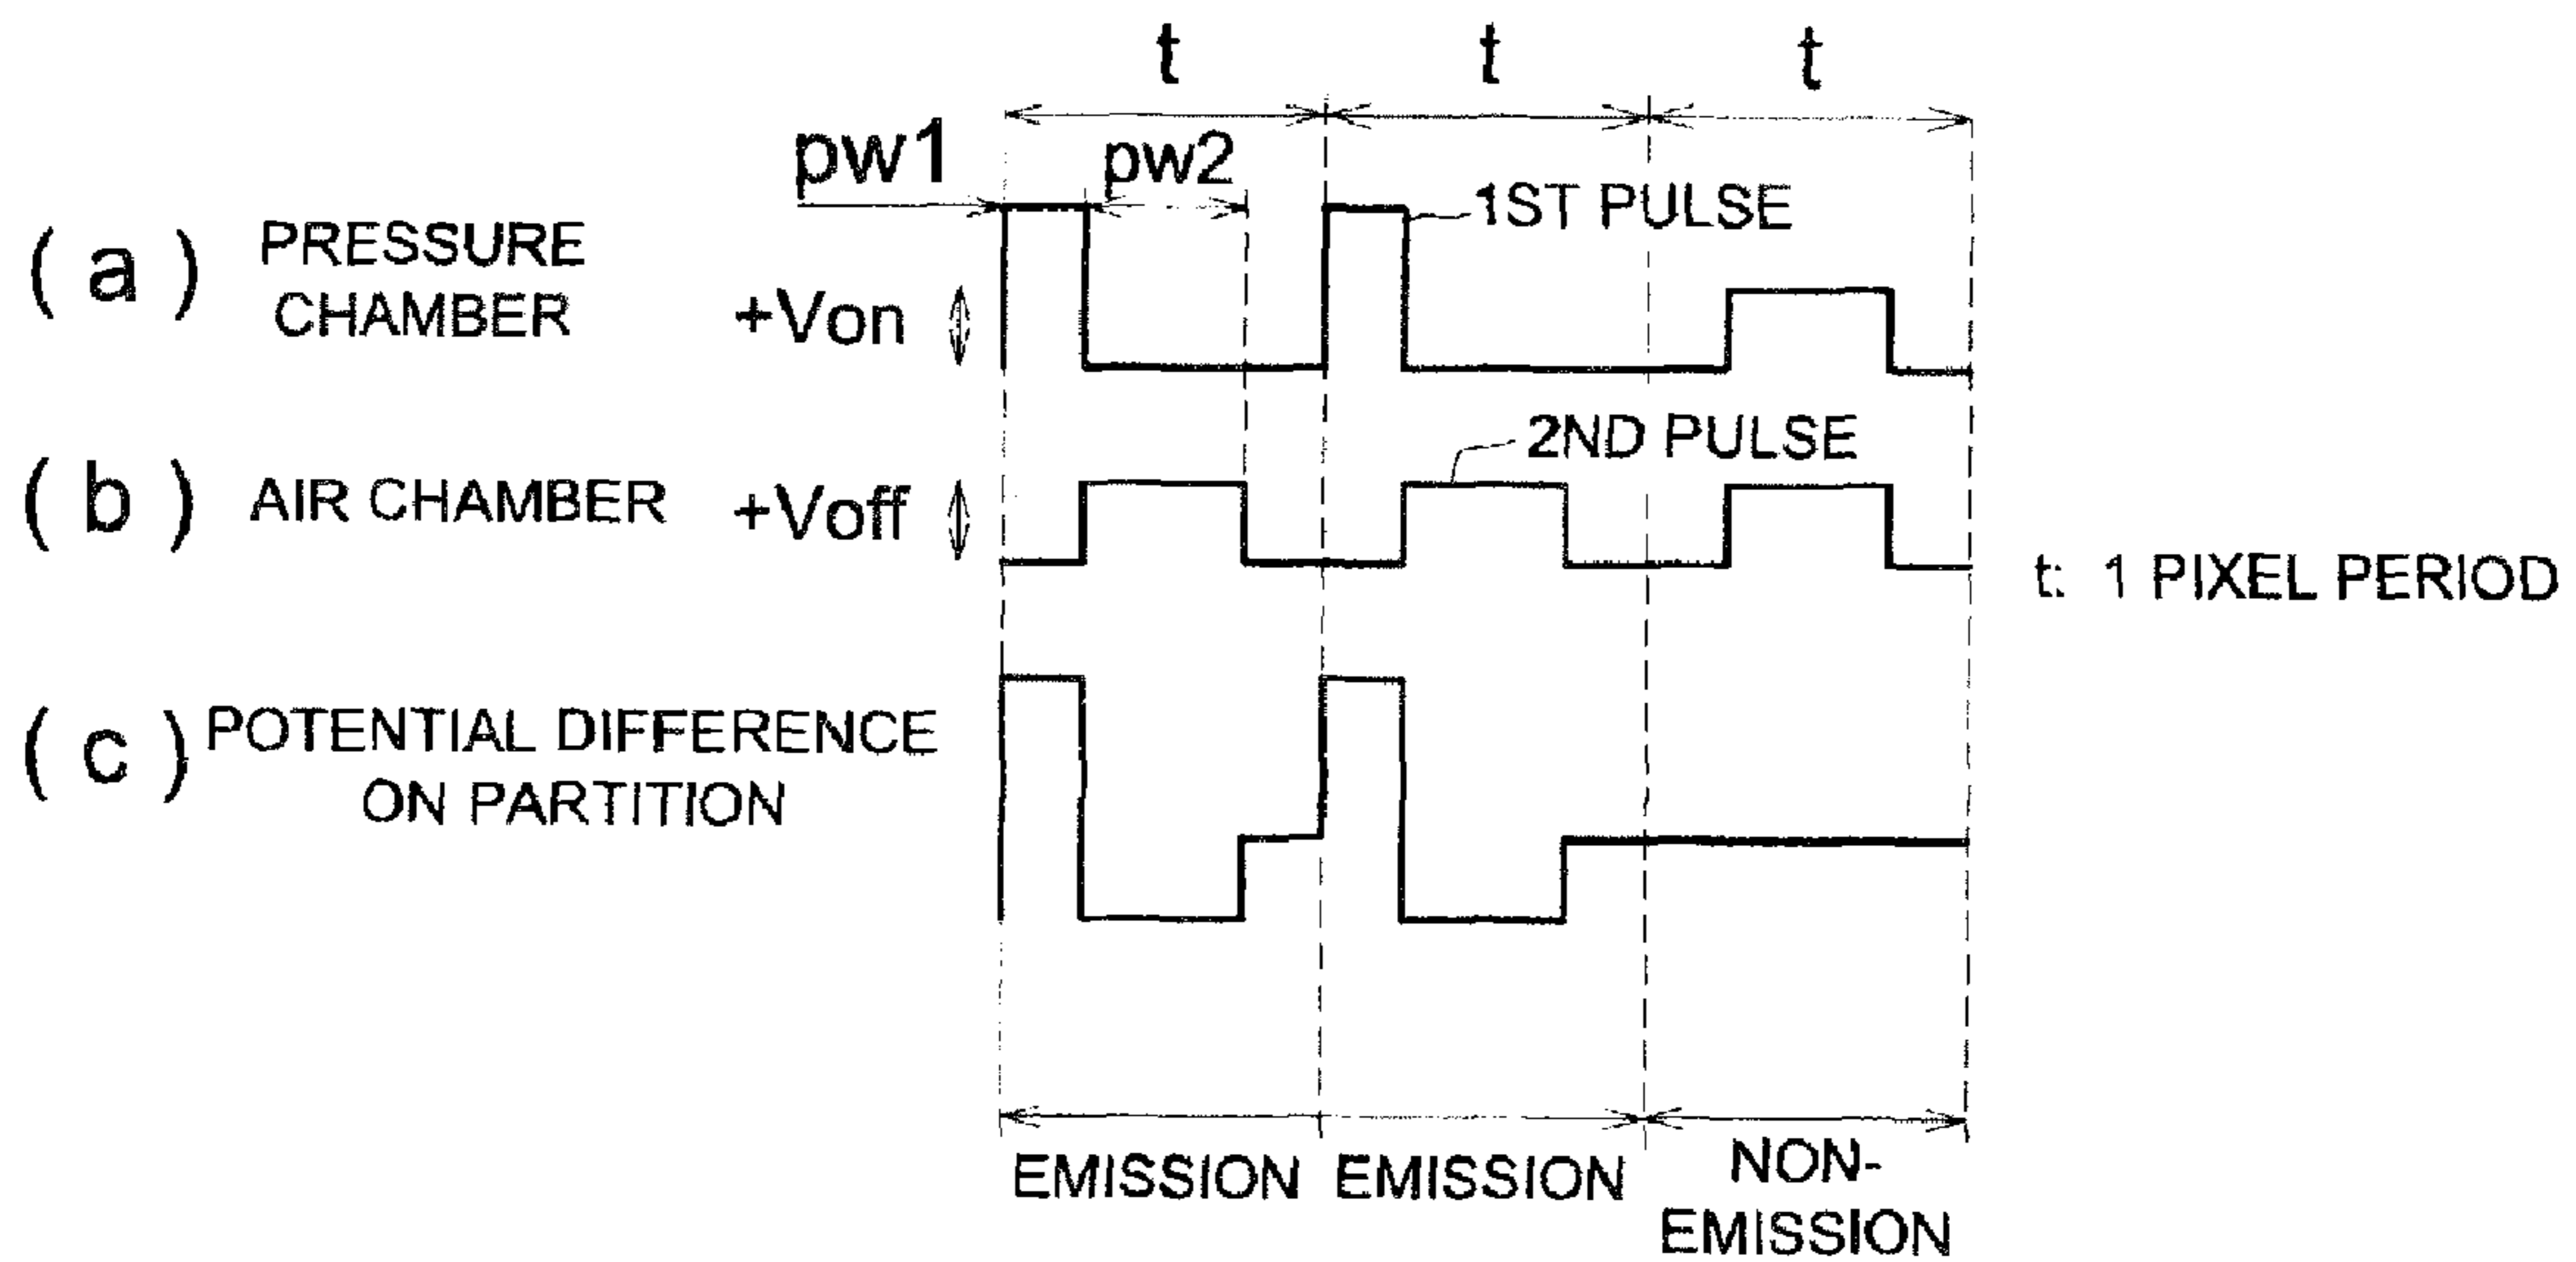 t t t
pw1 pw2
1ST PULSE
( a ) PRESSURE
CHAMBER
+Von
2ND PULSE
( b ) AIR CHAMBER +Voff
t: 1 PIXEL PERIOD
( c ) POTENTIAL DIFFERENCE
ON PARTITION
EMISSION EMISSION NON-
EMISSION